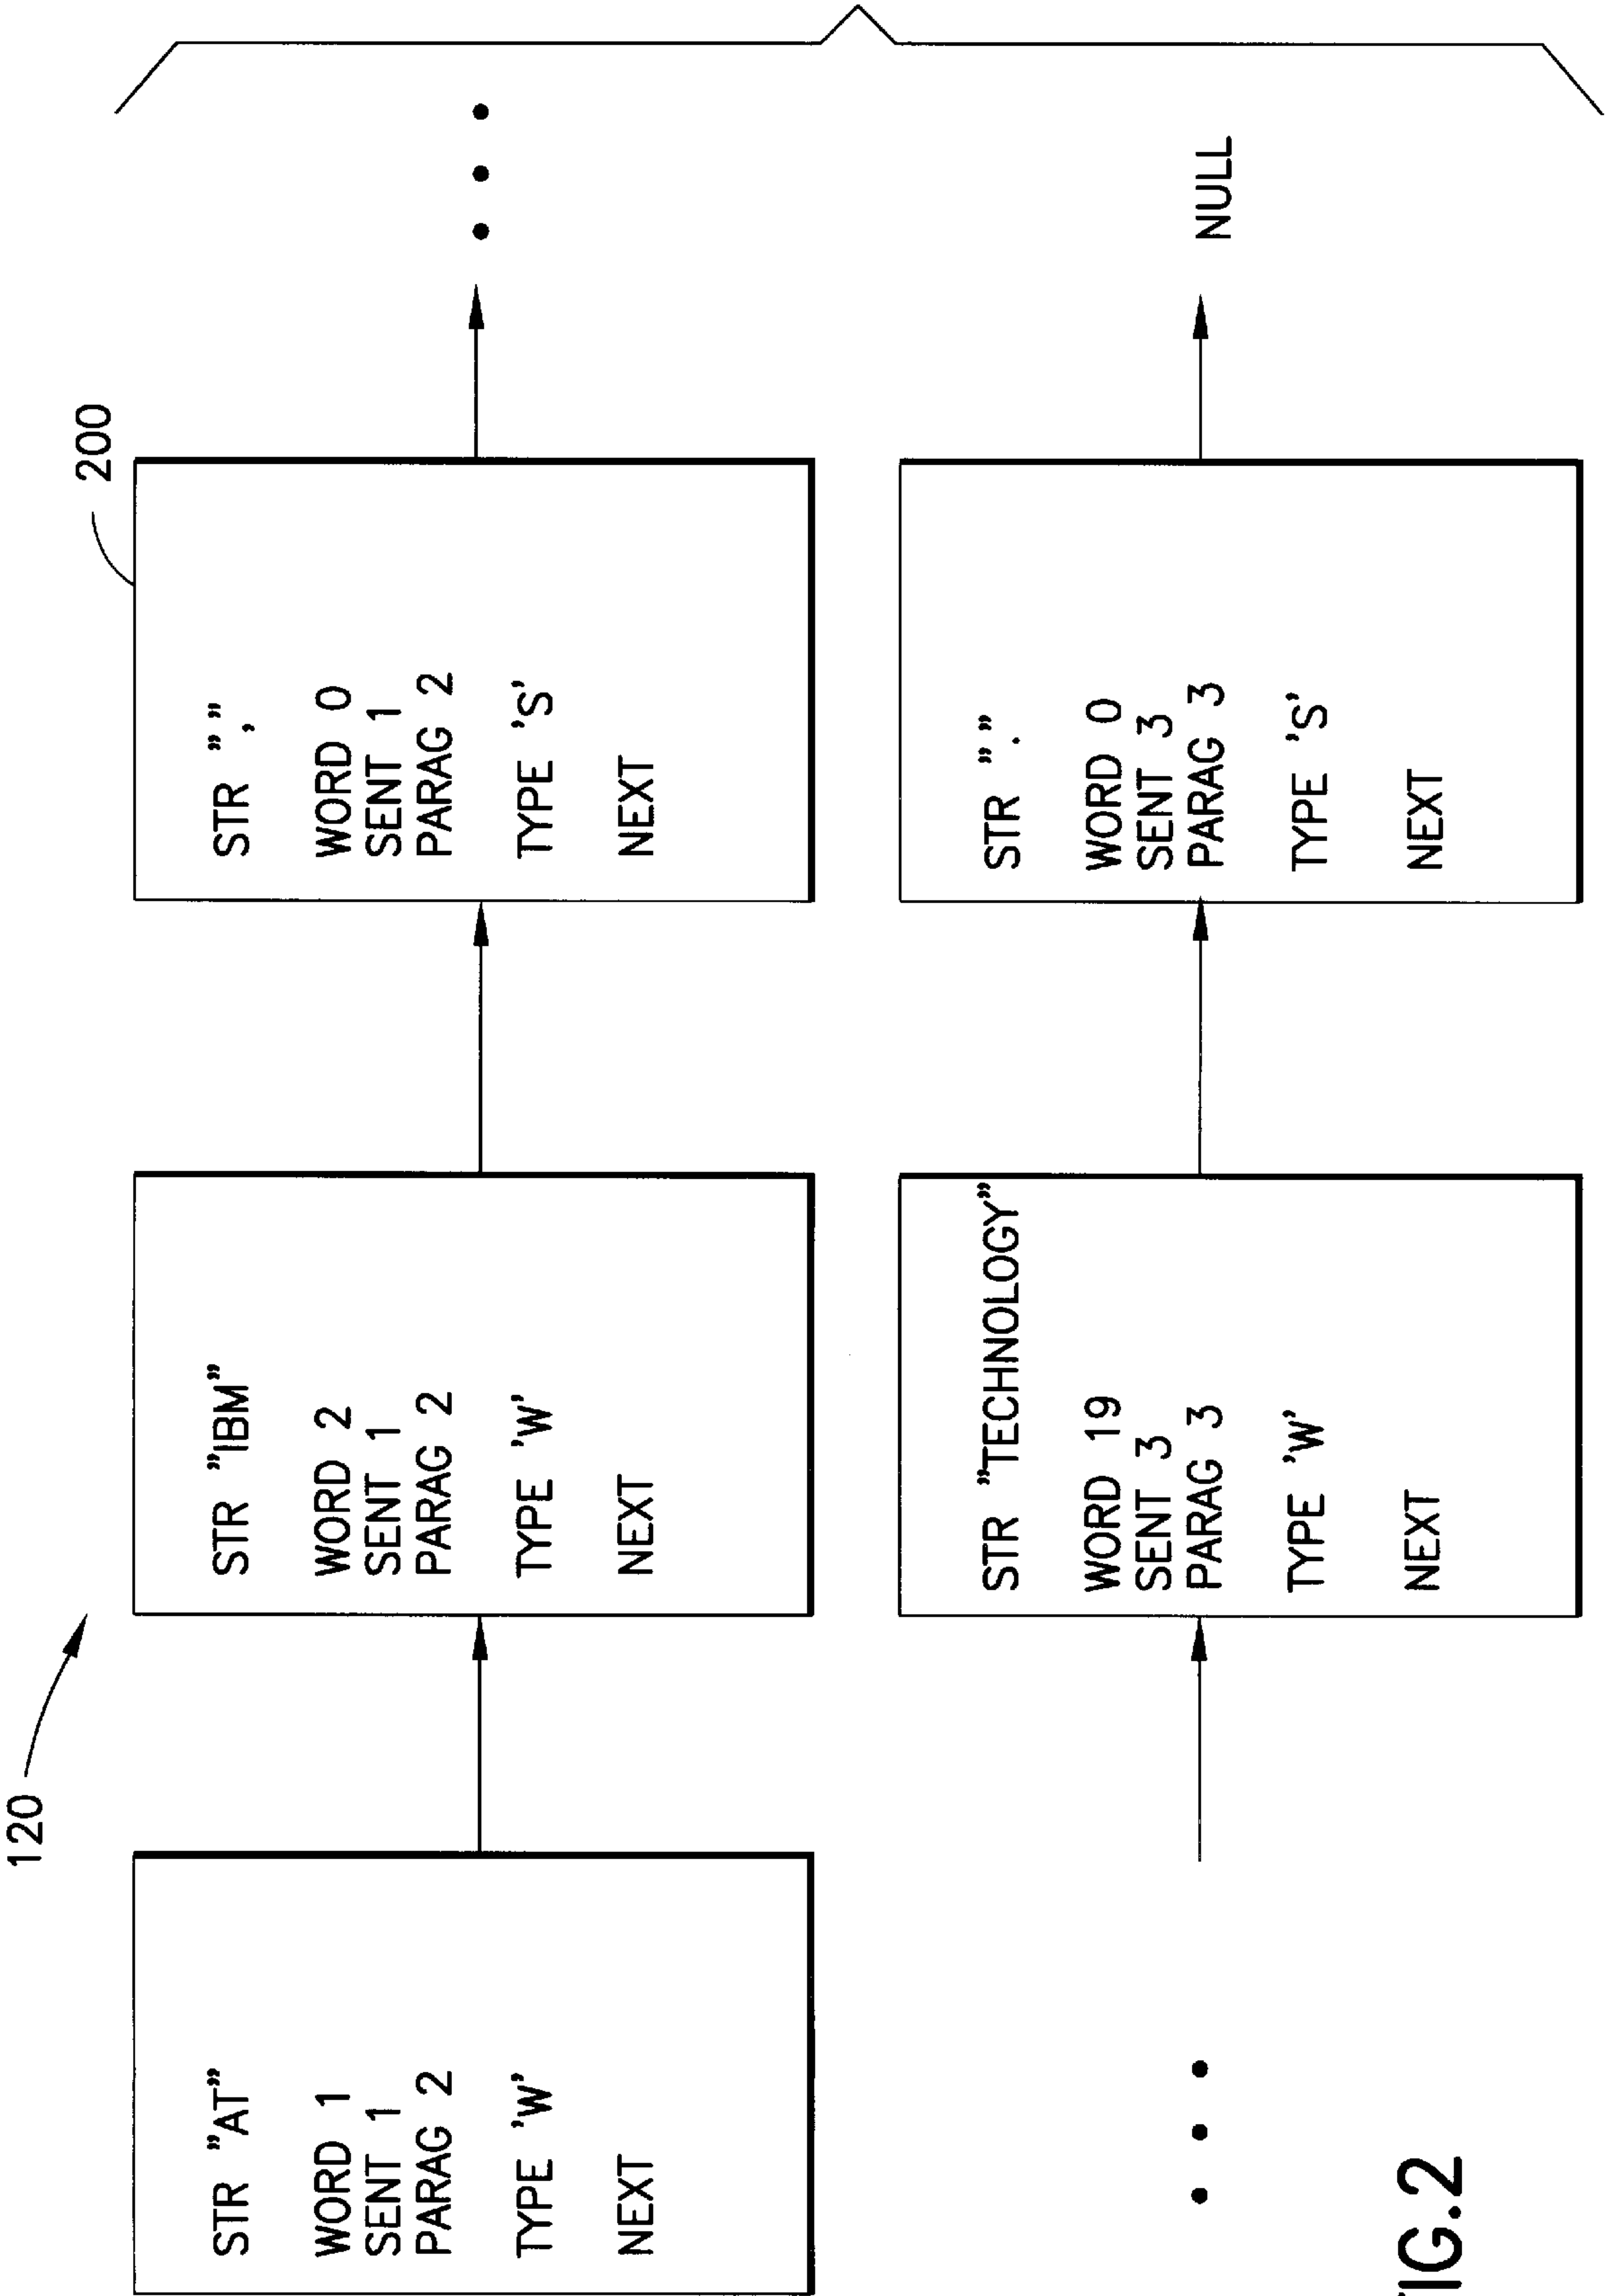 120
200
STR "AT"
WORD 1
SENT 1
PARAG 2
TYPE 'W'
NEXT
STR "IBM"
WORD 2
SENT 1
PARAG 2
TYPE 'W'
NEXT
STR ","
WORD 0
SENT 1
PARAG 2
TYPE 'S'
NEXT
• • •
• • •
STR "TECHNOLOGY"
WORD 19
SENT 3
PARAG 3
TYPE 'W'
NEXT
STR "."
WORD 0
SENT 3
PARAG 3
TYPE 'S'
NEXT
NULL
FIG.2